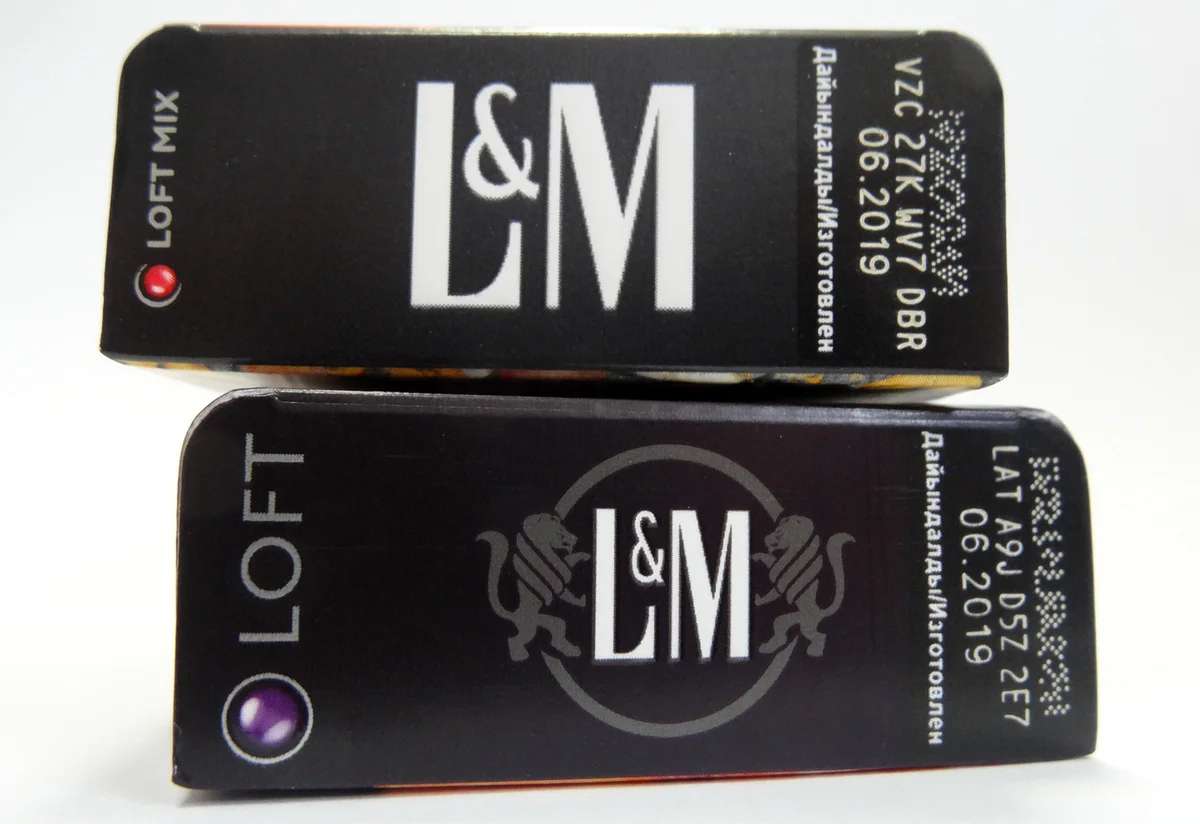 LOFT MIX
L&M
Дайындалды/Изготовлен
VZC 27K WV7 DBR
06.2019
LOFT
L&M
Дайындалды/Изготовлен
LAT A9J D5Z 2E7
06.2019